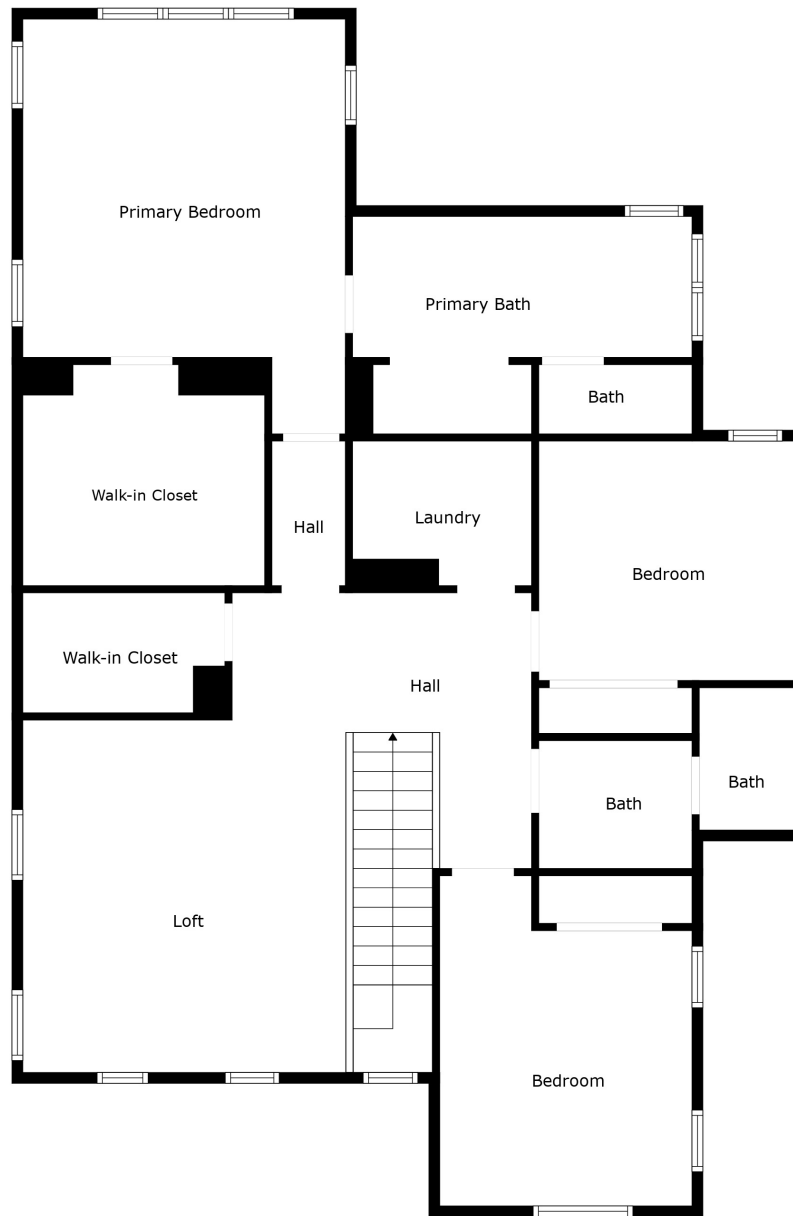 Primary Bedroom
Primary Bath
Bath
Walk-in Closet
Hall
Laundry
Bedroom
Walk-in Closet
Hall
Bath
Bath
Loft
Bedroom